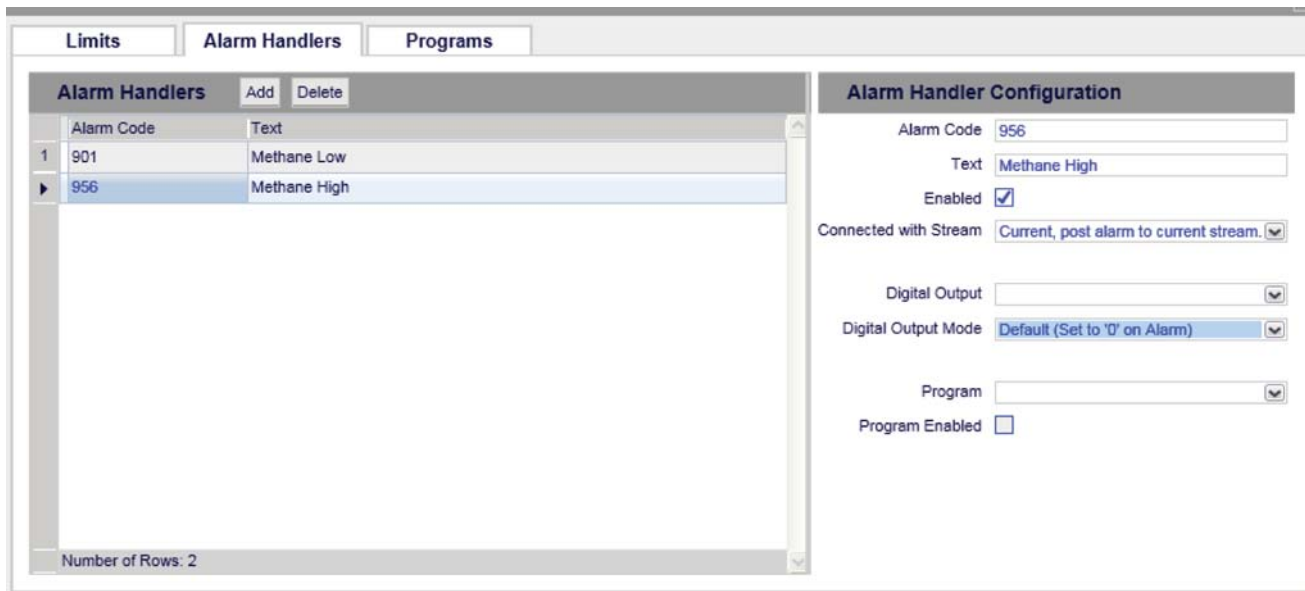 Limits Alarm Handlers Programs
Alarm Handlers Add Delete
Alarm Code Text
1 901 Methane Low
956 Methane High
Number of Rows: 2
Alarm Handler Configuration
Alarm Code 956
Text Methane High
Enabled
Connected with Stream Current, post alarm to current stream.
Digital Output
Digital Output Mode Default (Set to '0' on Alarm)
Program
Program Enabled